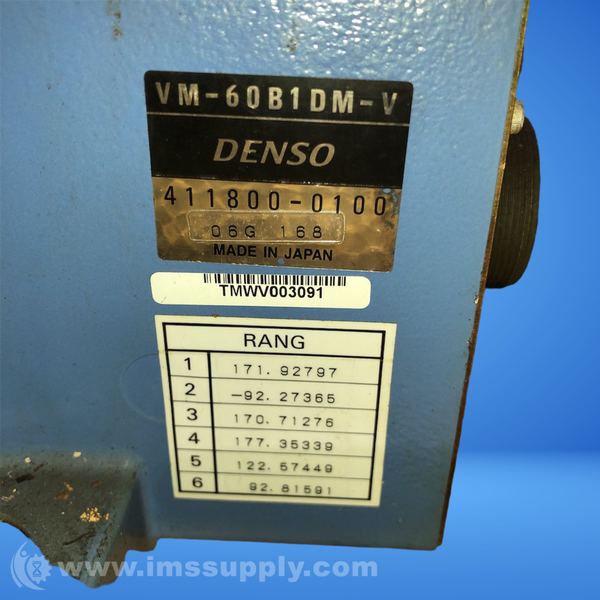 VM-60B1DM-V
DENSO
411800-0100
06G 168
MADE IN JAPAN
TMWV003091
RANG
1 171.92797
2 -92.27365
3 170.71276
4 177.35339
5 122.57449
6 92.81591
www.imssupply.com